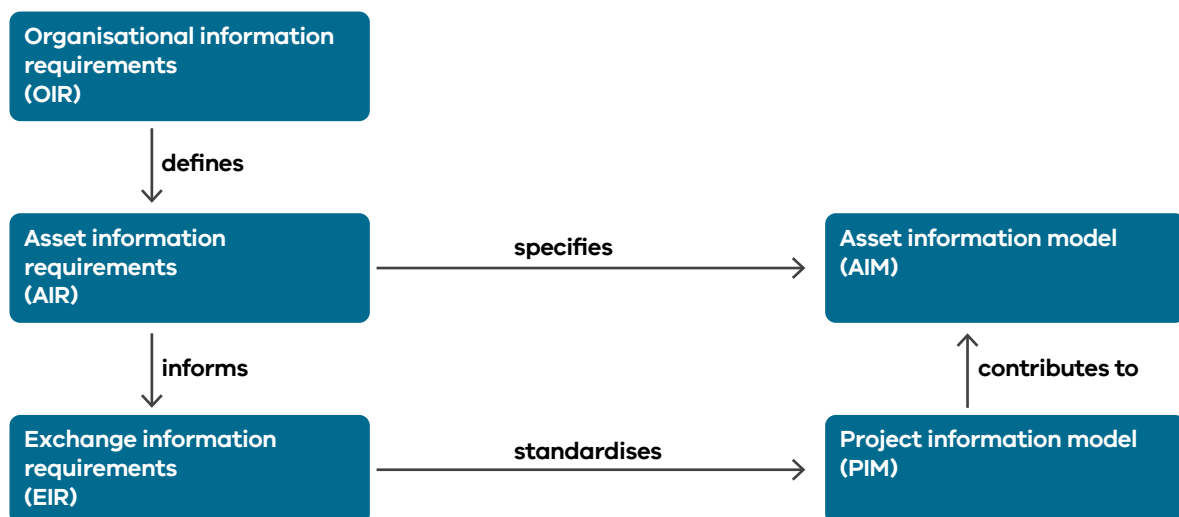 Organisational information
requirements
(OIR)
defines
Asset information
requirements
(AIR)
specifies
Asset information model
(AIM)
informs
contributes to
Exchange information
requirements
(EIR)
standardises
Project information model
(PIM)